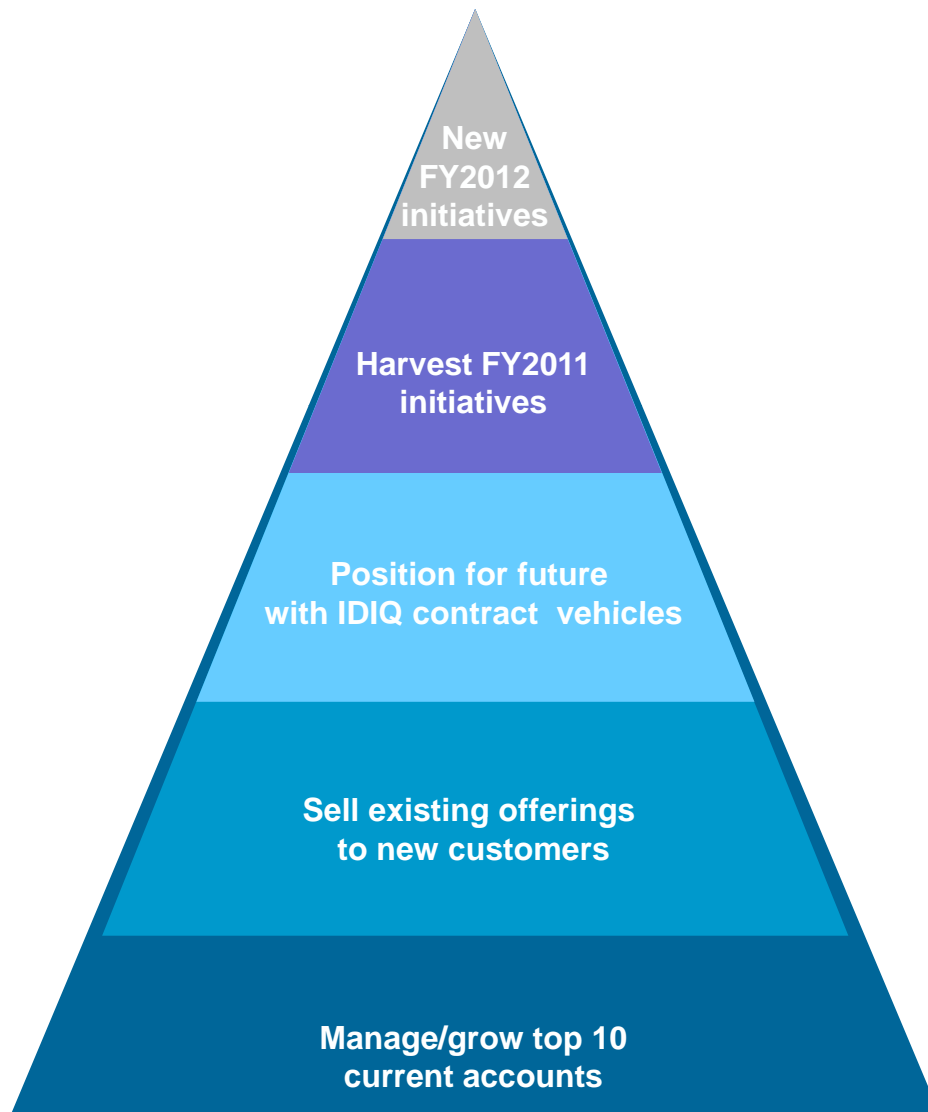 New
FY2012
initiatives
Harvest FY2011
initiatives
Position for future
with IDIQ contract  vehicles
Sell existing offerings
to new customers
Manage/grow top 10
current accounts